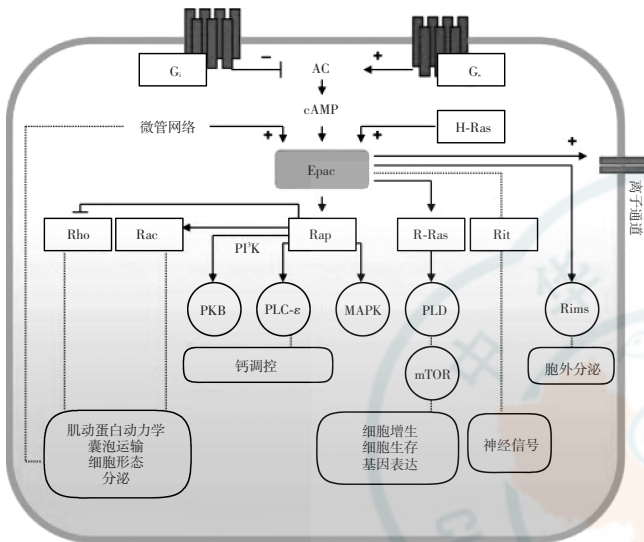 Gi
AC
Gs
cAMP
微管网络
H-Ras
Epac
离子通道
Rho
Rac
Rap
R-Ras
Rit
PI³K
PKB
PLC-ε
MAPK
PLD
Rims
钙调控
mTOR
胞外分泌
肌动蛋白动力学
囊泡运输
细胞形态
分泌
细胞增生
细胞生存
基因表达
神经信号